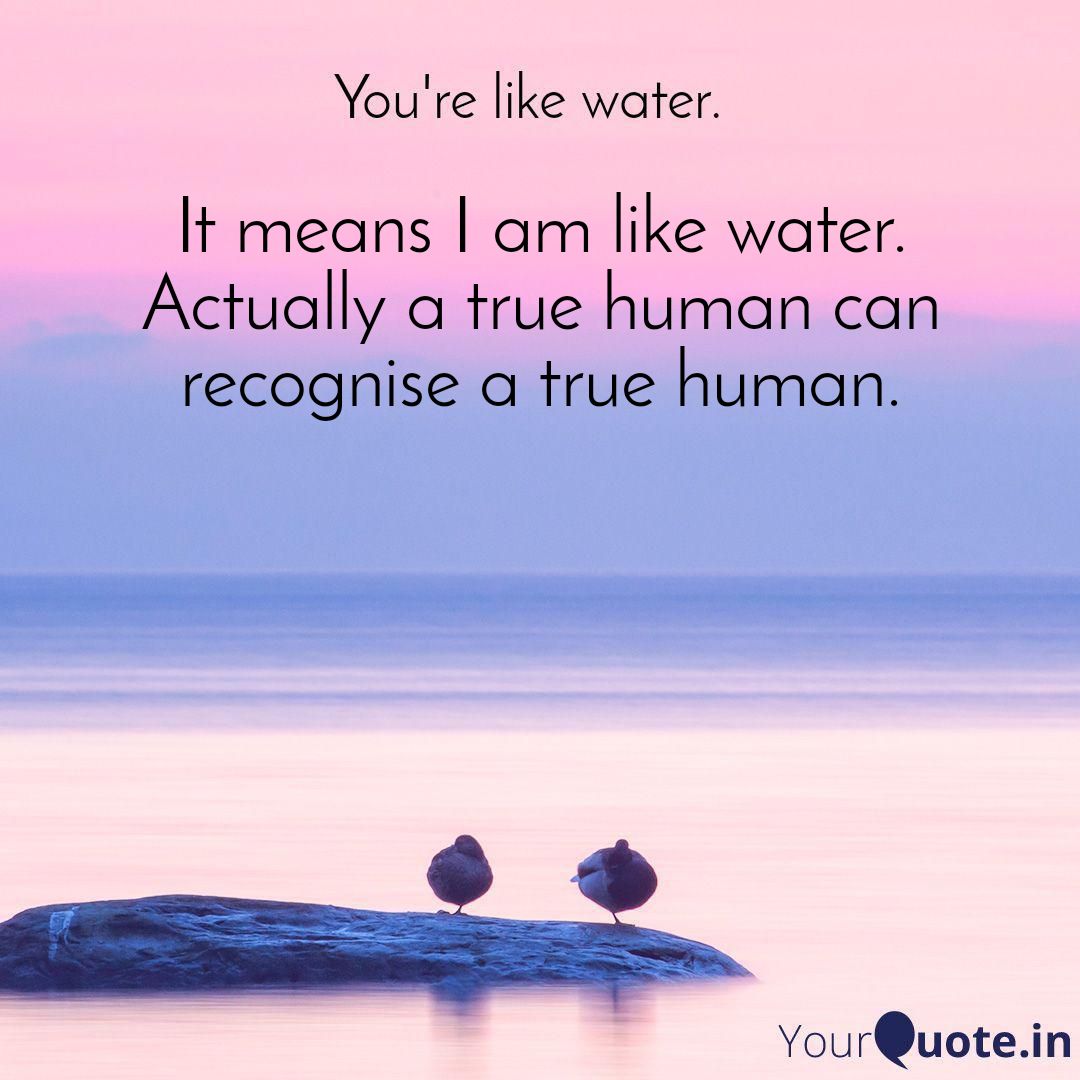 You're like water.
It means I am like water.
Actually a true human can
recognise a true human.
YourQuote.in